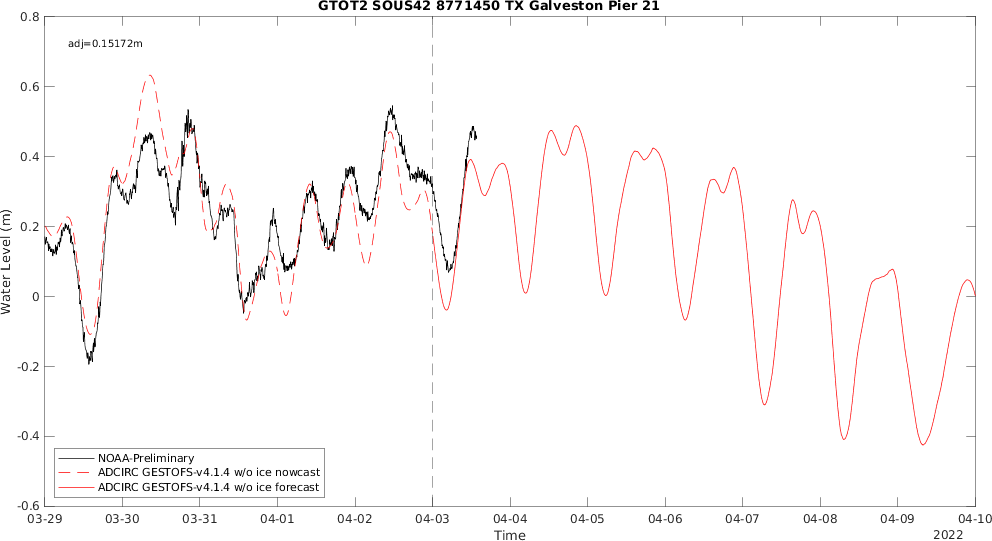 GTOT2 SOUS42 8771450 TX Galveston Pier 21
adj=0.15172m
0.8
0.6
0.4
0.2
0
-0.2
-0.4
-0.6
Water Level (m)
NOAA-Preliminary
ADCIRC GESTOFS-v4.1.4 w/o ice nowcast
ADCIRC GESTOFS-v4.1.4 w/o ice forecast
03-29 03-30 03-31 04-01 04-02 04-03 04-04 04-05 04-06 04-07 04-08 04-09 04-10
Time
2022